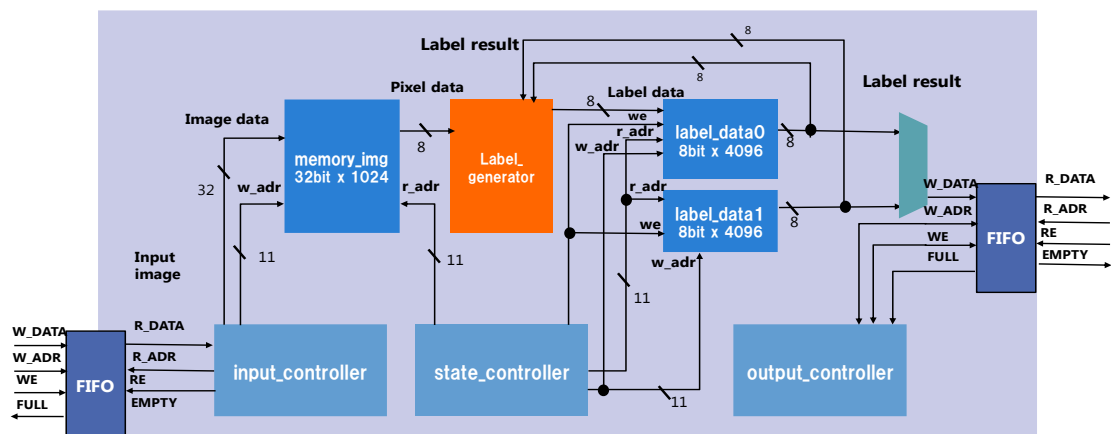 8
Label result
8
Label result
Pixel data
8
Label data
Image data
we
label_data0
8bit x 4096
r_adr
w_adr
8
memory_img
32bit x 1024
8
Label_
generator
32
w_adr
r_adr
r_adr
label_data1
8bit x 4096
8
W_DATA
R_DATA
W_ADR
R_ADR
we
WE
FIFO
RE
Input
image
11
11
w_adr
FULL
EMPTY
11
W_DATA
R_DATA
W_ADR
R_ADR
FIFO
input_controller
state_controller
output_controller
WE
RE
FULL
EMPTY
11